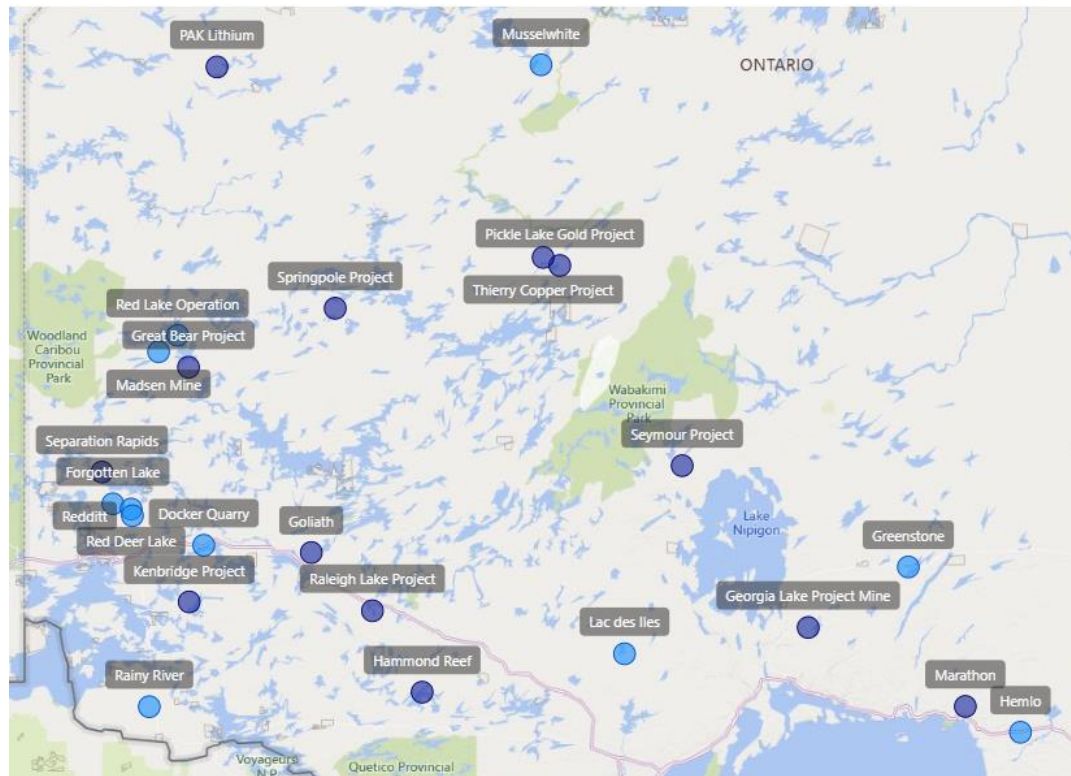 PAK Lithium
Musselwhite
ONTARIO
Pickle Lake Gold Project
Springpole Project
Thierry Copper Project
Red Lake Operation
Great Bear Project
Woodland
Caribou
Provincial
Park
Madsen Mine
Wabakimi
Provincial
Park
Seymour Project
Separation Rapids
Forgotten Lake
Redditt
Docker Quarry
Goliath
Red Deer Lake
Lake
Nipigon
Greenstone
Kenbridge Project
Raleigh Lake Project
Georgia Lake Project Mine
Lac des Iles
Rainy River
Hammond Reef
Marathon
Hemlo
Voyageurs
N.P.
Quetico Provincial